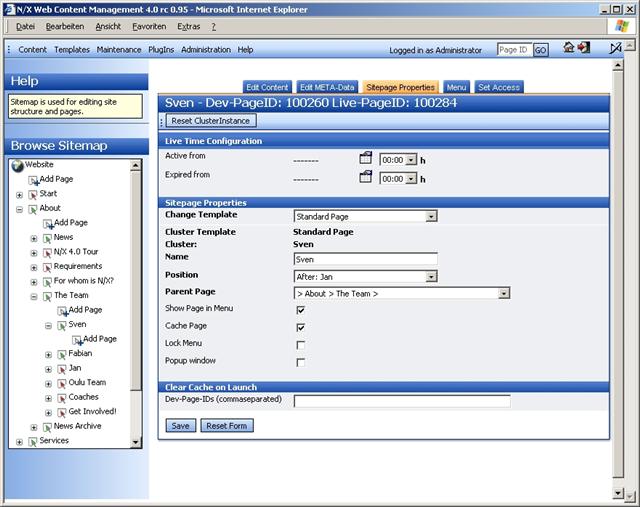 N/X Web Content Management 4.0 rc 0.95 - Microsoft Internet Explorer
Datei Bearbeiten Ansicht Favoriten Extras ?
Content Templates Maintenance PlugIns Administration Help Logged in as Administrator Page ID GO
Help
Sitemap is used for editing site
structure and pages.
Browse Sitemap
Website
Add Page
Start
About
Add Page
News
N/X 4.0 Tour
Requirements
For whom is N/X?
The Team
Add Page
Sven
Add Page
Fabian
Jan
Oulu Team
Coaches
Get Involved!
News Archive
Services
Edit Content Edit META-Data Sitepage Properties Menu Set Access
Sven - Dev-PageID: 100260 Live-PageID: 100284
Reset ClusterInstance
Live Time Configuration
Active from ------- 00:00 h
Expired from ------- 00:00 h
Sitepage Properties
Change Template Standard Page
Cluster Template Standard Page
Cluster: Sven
Name Sven
Position After: Jan
Parent Page > About > The Team >
Show Page in Menu
Cache Page
Lock Menu
Popup window
Clear Cache on Launch
Dev-Page-IDs (commaseparated)
Save Reset Form